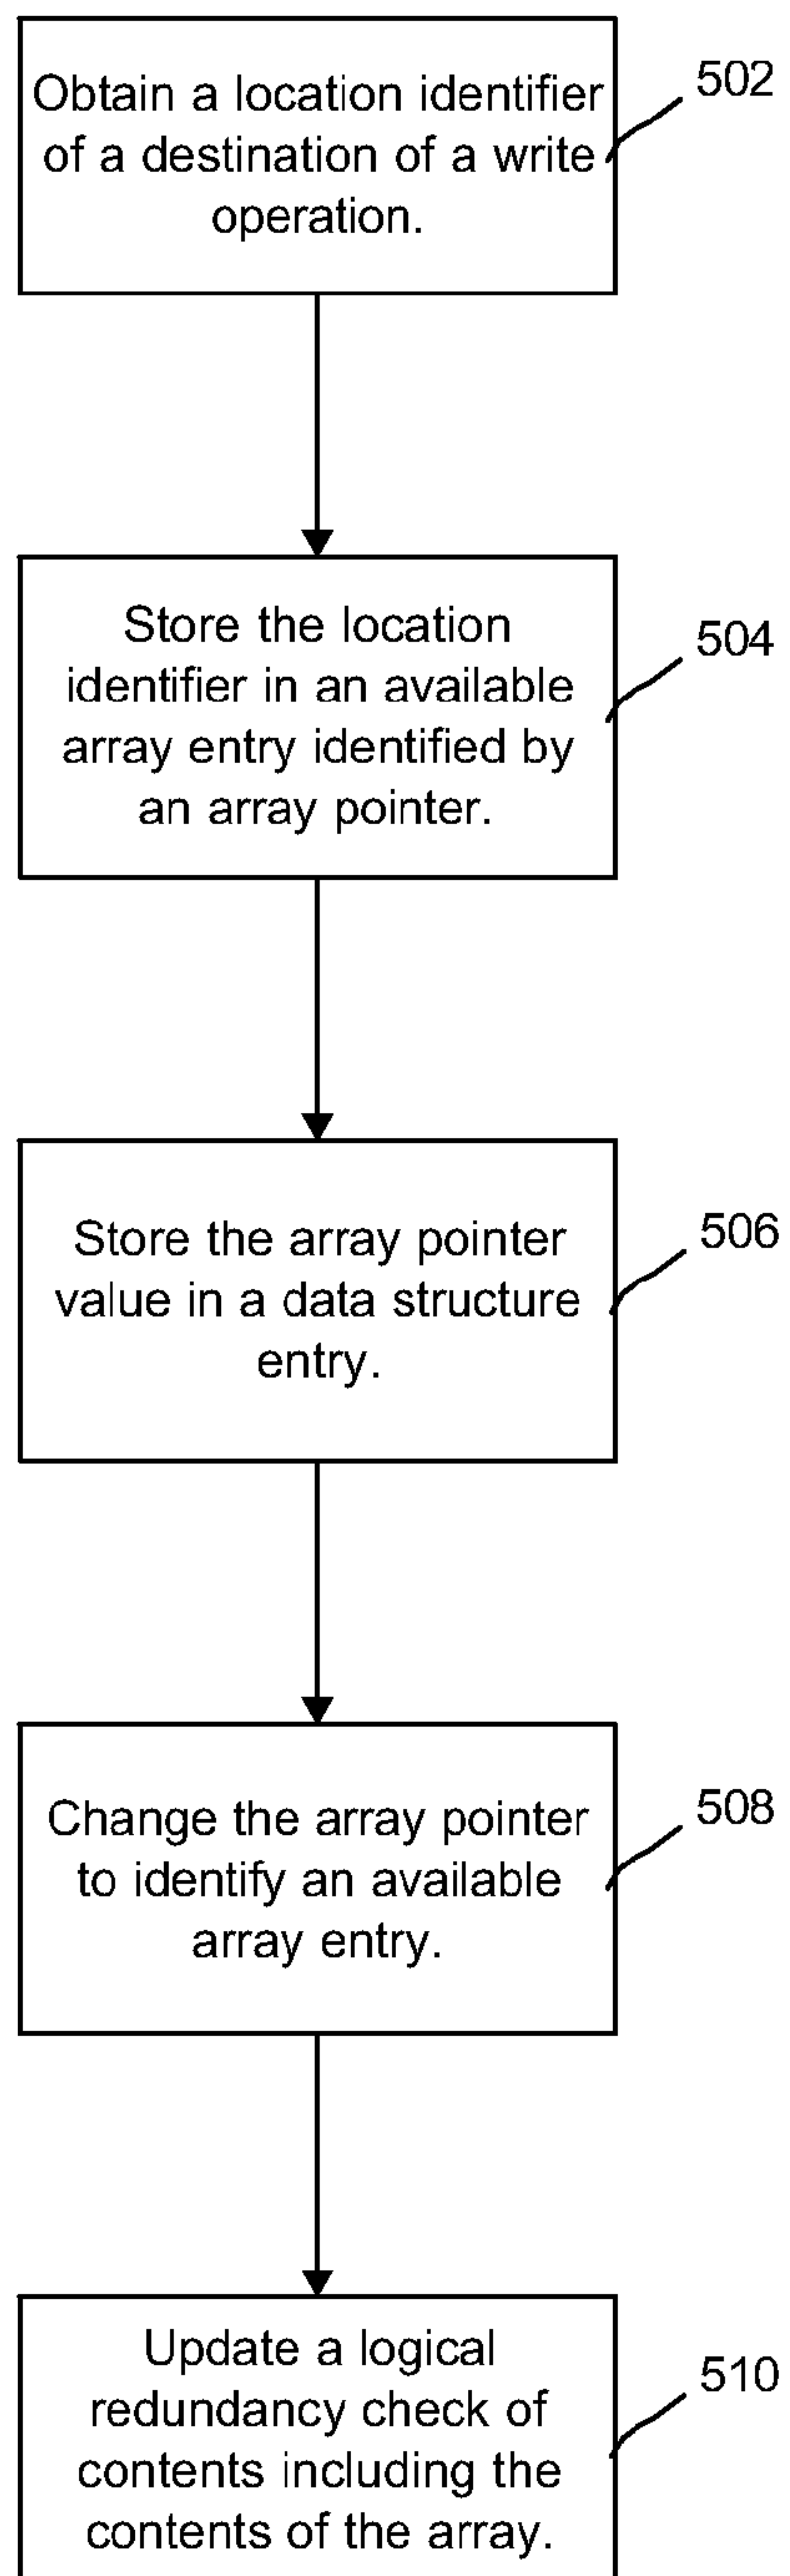 502
Obtain a location identifier
of a destination of a write
operation.
504
Store the location
identifier in an available
array entry identified by
an array pointer.
506
Store the array pointer
value in a data structure
entry.
508
Change the array pointer
to identify an available
array entry.
510
Update a logical
redundancy check of
contents including the
contents of the array.